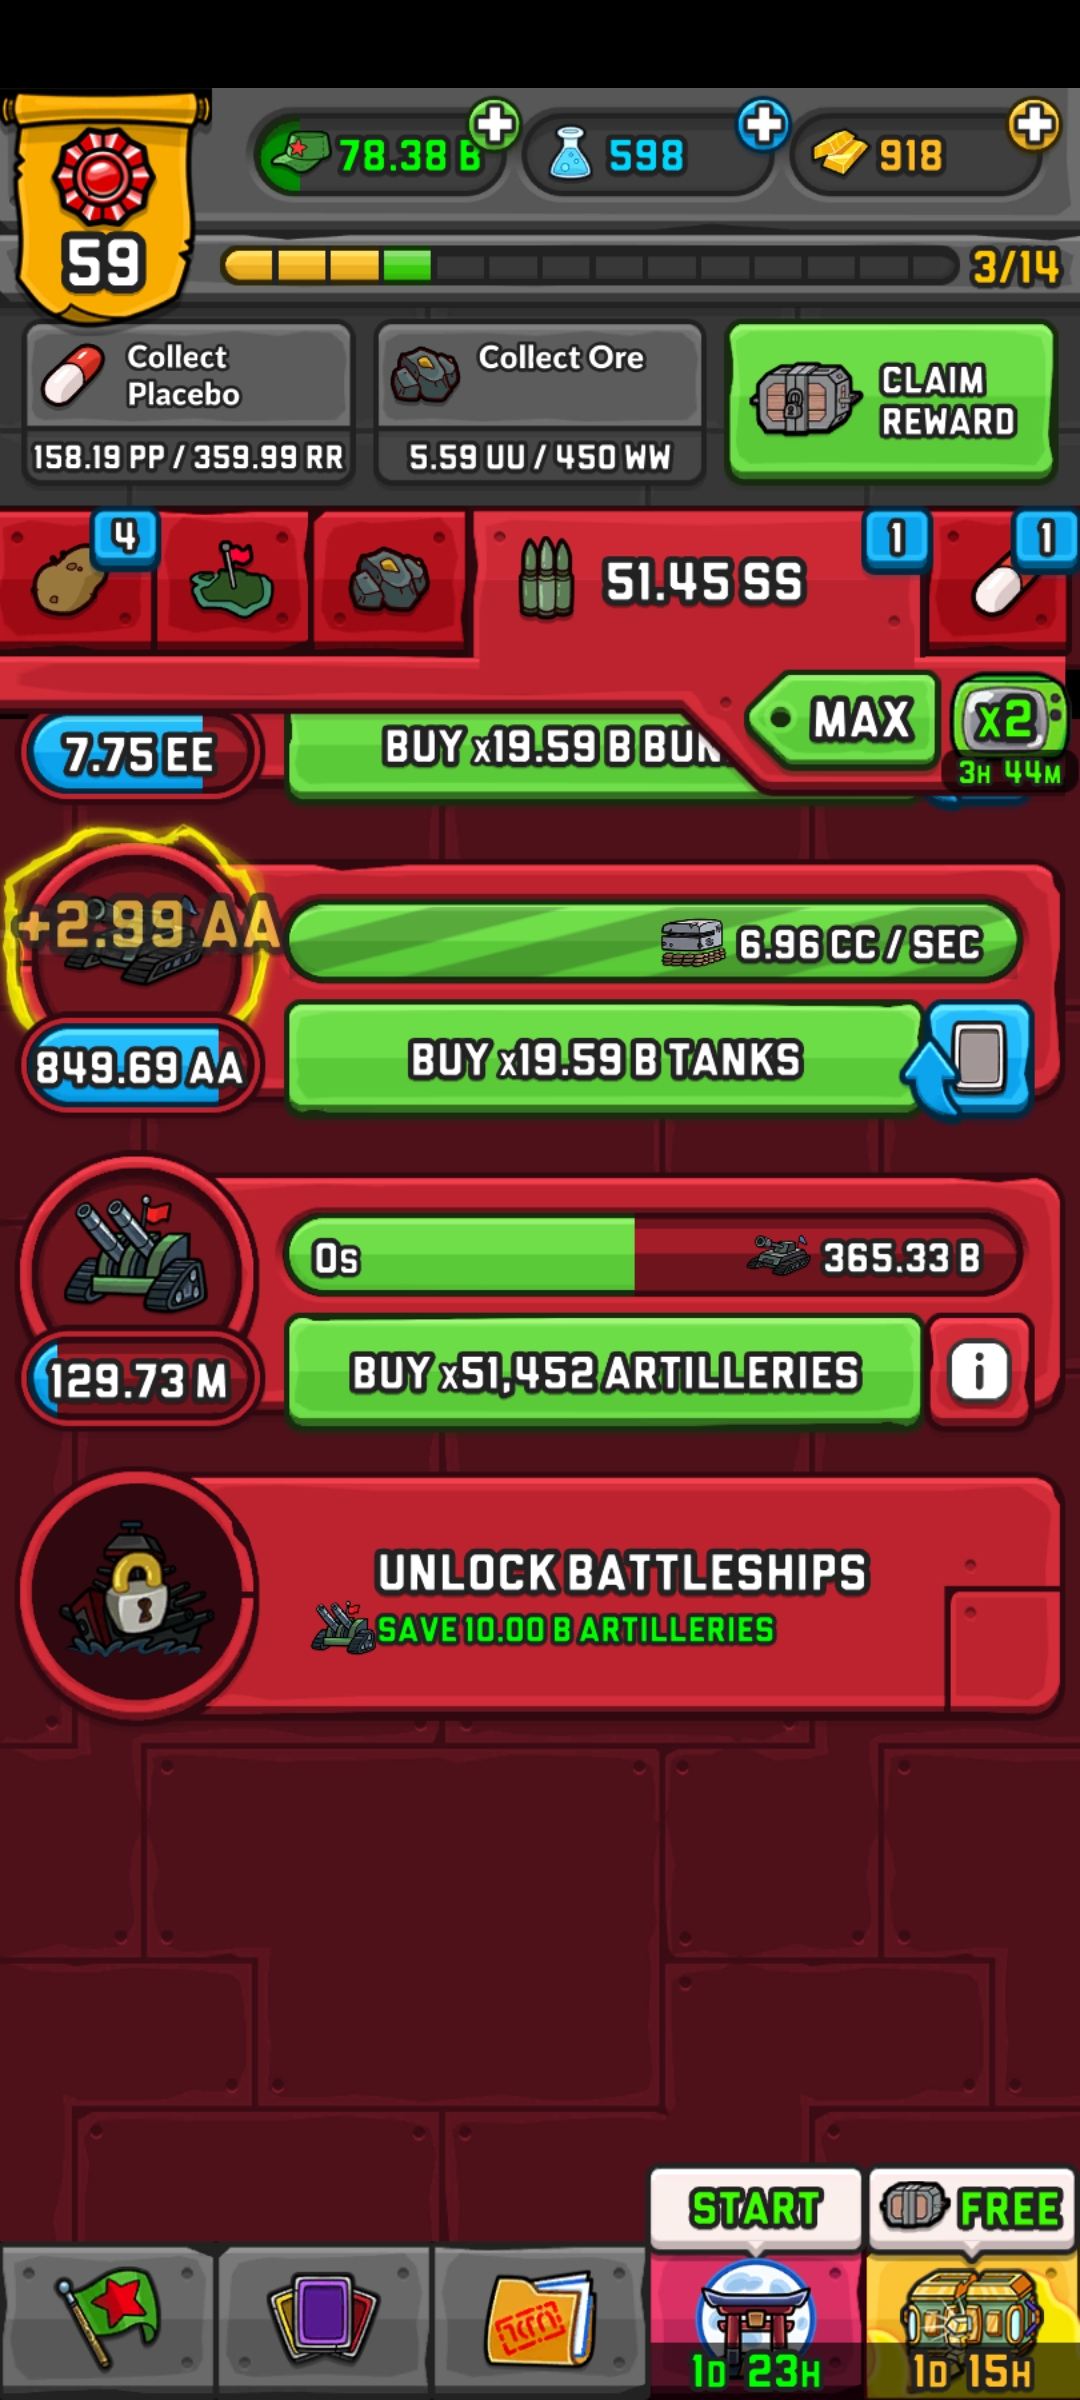 78.38 B
598
918
59
3/14
Collect
Placebo
158.19 PP / 359.99 RR
Collect Ore
5.59 UU / 450 WW
CLAIM
REWARD
4
51.45 SS
1
1
MAX
x2
3H 44M
7.75 EE
BUY x19.59 B BUN
+2.99 AA
6.96 CC / SEC
849.69 AA
BUY x19.59 B TANKS
0s
365.33 B
129.73 M
BUY x51,452 ARTILLERIES
i
UNLOCK BATTLESHIPS
SAVE 10.00 B ARTILLERIES
START
FREE
1D 23H
1D 15H